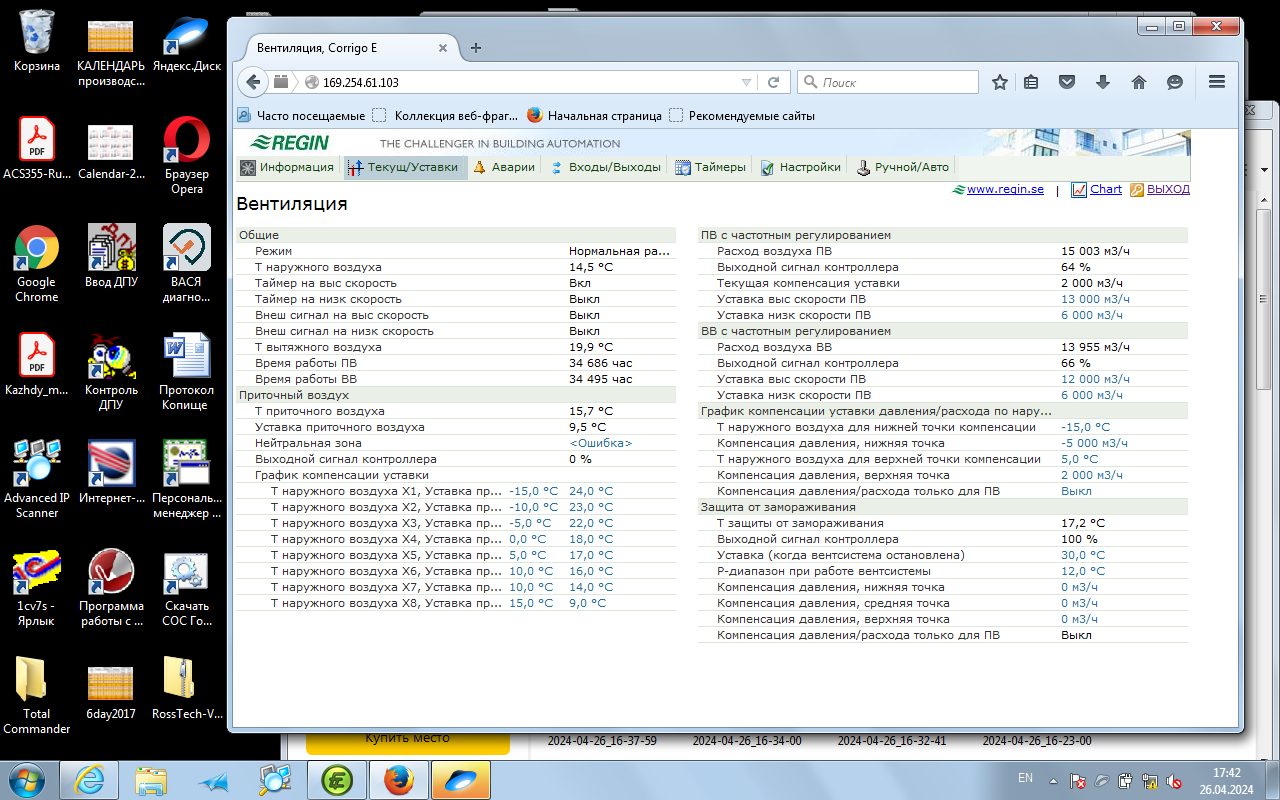 Корзина
КАЛЕНДАРЬ производс...
Яндекс.Диск
ACS355-Ru...
Calendar-2...
Браузер Opera
Google Chrome
Ввод ДПУ
ВАСЯ диагно...
Kazhdy_m...
Контроль ДПУ
Протокол Копище
Advanced IP Scanner
Интернет-...
Персональ... менеджер ...
1cv7s - Ярлык
Программа работы с ...
Скачать СОС Го...
Total Commander
6day2017
RossTech-V...
Вентиляция, Corrigo E
169.254.61.103
Поиск
Часто посещаемые
Коллекция веб-фраг...
Начальная страница
Рекомендуемые сайты
REGIN THE CHALLENGER IN BUILDING AUTOMATION
Информация Текущ/Уставки Аварии Входы/Выходы Таймеры Настройки Ручной/Авто
www.regin.se | Chart ВЫХОД
Вентиляция
Общие
Режим Нормальная ра...
Т наружного воздуха 14,5 °C
Таймер на выс скорость Вкл
Таймер на низк скорость Выкл
Внеш сигнал на выс скорость Выкл
Внеш сигнал на низк скорость Выкл
Т вытяжного воздуха 19,9 °C
Время работы ПВ 34 686 час
Время работы ВВ 34 495 час
Приточный воздух
Т приточного воздуха 15,7 °C
Уставка приточного воздуха 9,5 °C
Нейтральная зона <Ошибка>
Выходной сигнал контроллера 0 %
График компенсации уставки
Т наружного воздуха X1, Уставка пр... -15,0 °C 24,0 °C
Т наружного воздуха X2, Уставка пр... -10,0 °C 23,0 °C
Т наружного воздуха X3, Уставка пр... -5,0 °C 22,0 °C
Т наружного воздуха X4, Уставка пр... 0,0 °C 18,0 °C
Т наружного воздуха X5, Уставка пр... 5,0 °C 17,0 °C
Т наружного воздуха X6, Уставка пр... 10,0 °C 16,0 °C
Т наружного воздуха X7, Уставка пр... 10,0 °C 14,0 °C
Т наружного воздуха X8, Уставка пр... 15,0 °C 9,0 °C
ПВ с частотным регулированием
Расход воздуха ПВ 15 003 м3/ч
Выходной сигнал контроллера 64 %
Текущая компенсация уставки 2 000 м3/ч
Уставка выс скорости ПВ 13 000 м3/ч
Уставка низк скорости ПВ 6 000 м3/ч
ВВ с частотным регулированием
Расход воздуха ВВ 13 955 м3/ч
Выходной сигнал контроллера 66 %
Уставка выс скорости ПВ 12 000 м3/ч
Уставка низк скорости ПВ 6 000 м3/ч
График компенсации уставки давления/расхода по нару...
Т наружного воздуха для нижней точки компенсации -15,0 °C
Компенсация давления, нижняя точка -5 000 м3/ч
Т наружного воздуха для верхней точки компенсации 5,0 °C
Компенсация давления, верхняя точка 2 000 м3/ч
Компенсация давления/расхода только для ПВ Выкл
Защита от замораживания
Т защиты от замораживания 17,2 °C
Выходной сигнал контроллера 100 %
Уставка (когда вентсистема остановлена) 30,0 °C
Р-диапазон при работе вентсистемы 12,0 °C
Компенсация давления, нижняя точка 0 м3/ч
Компенсация давления, средняя точка 0 м3/ч
Компенсация давления, верхняя точка 0 м3/ч
Компенсация давления/расхода только для ПВ Выкл
Купить место
2024-04-26_16-37-59 2024-04-26_16-34-00 2024-04-26_16-32-41 2024-04-26_16-23-00
EN
17:42
26.04.2024